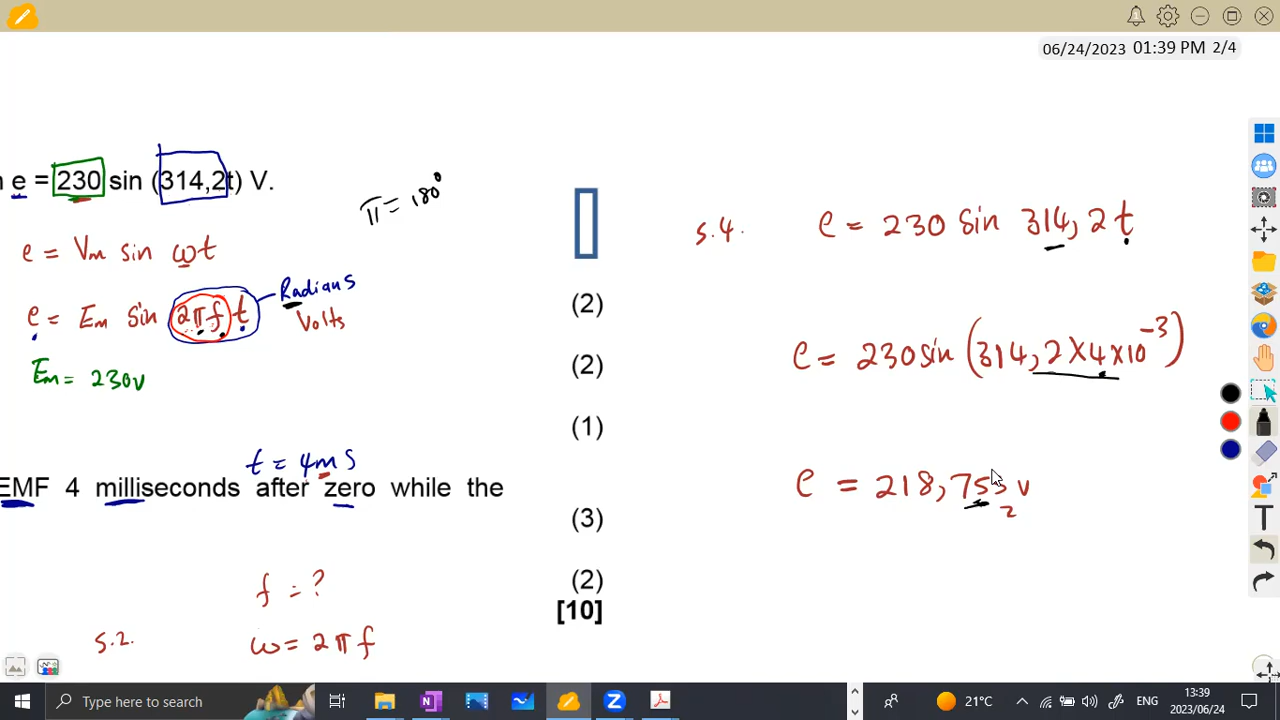 06/24/2023 01:39 PM 2/4
n e = 230 sin (314,2t) V.
π = 180°
e = Vm sin ωt
e = Em sin 2πf t
Radians
Volts
Em = 230v
t = 4mS
EMF 4 milliseconds after zero while the
f = ?
5.2. ω = 2πf
(2)
(2)
(1)
(3)
(2)
[10]
5.4. e = 230 sin 314,2 t
e = 230 sin (314,2 × 4 × 10⁻³)
e = 218,755 v
2
Type here to search
21°C
ENG
13:39
2023/06/24